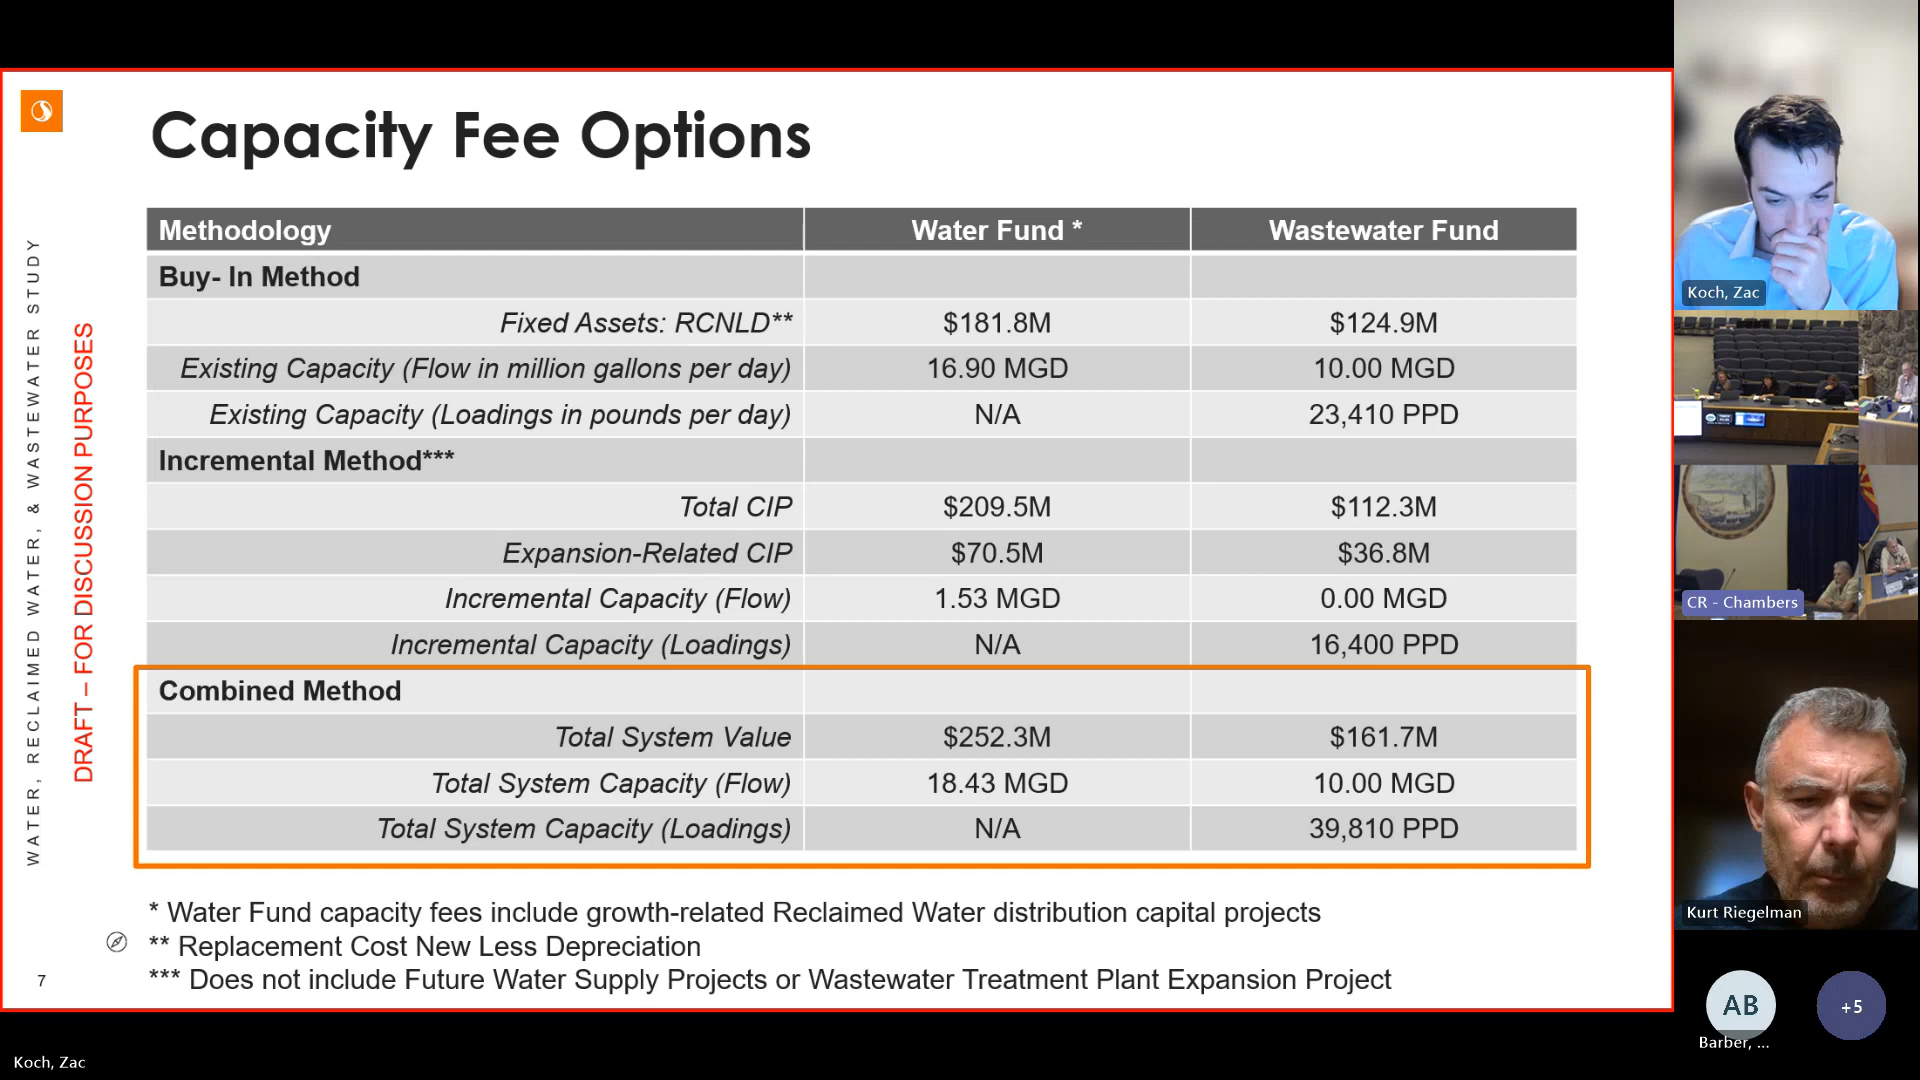 Capacity Fee Options
WATER, RECLAIMED WATER, & WASTEWATER STUDY
DRAFT – FOR DISCUSSION PURPOSES
Methodology Water Fund * Wastewater Fund
Buy- In Method
Fixed Assets: RCNLD** $181.8M $124.9M
Existing Capacity (Flow in million gallons per day) 16.90 MGD 10.00 MGD
Existing Capacity (Loadings in pounds per day) N/A 23,410 PPD
Incremental Method***
Total CIP $209.5M $112.3M
Expansion-Related CIP $70.5M $36.8M
Incremental Capacity (Flow) 1.53 MGD 0.00 MGD
Incremental Capacity (Loadings) N/A 16,400 PPD
Combined Method
Total System Value $252.3M $161.7M
Total System Capacity (Flow) 18.43 MGD 10.00 MGD
Total System Capacity (Loadings) N/A 39,810 PPD
* Water Fund capacity fees include growth-related Reclaimed Water distribution capital projects
** Replacement Cost New Less Depreciation
*** Does not include Future Water Supply Projects or Wastewater Treatment Plant Expansion Project
7
Koch, Zac
Koch, Zac
CR - Chambers
Kurt Riegelman
AB
Barber, ...
+5